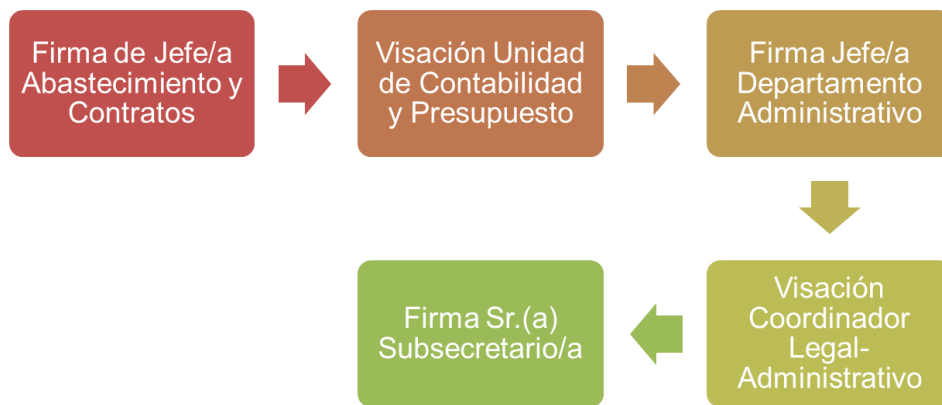 Firma de Jefe/a
Abastecimiento y
Contratos
Visación Unidad
de Contabilidad
y Presupuesto
Firma Jefe/a
Departamento
Administrativo
Visación
Coordinador
Legal-
Administrativo
Firma Sr.(a)
Subsecretario/a